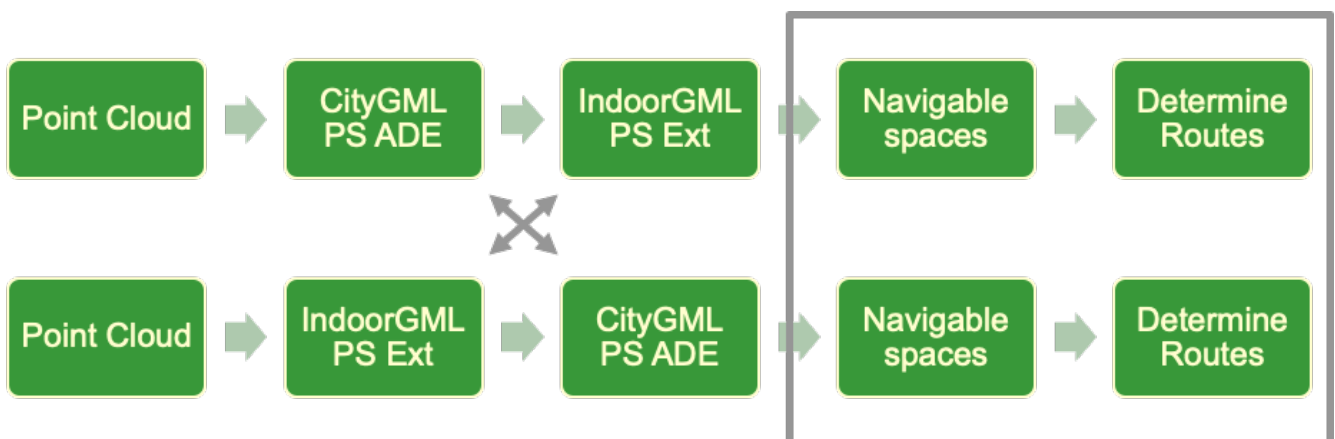 Point Cloud
CityGML
PS ADE
IndoorGML
PS Ext
Navigable
spaces
Determine
Routes
Point Cloud
IndoorGML
PS Ext
CityGML
PS ADE
Navigable
spaces
Determine
Routes